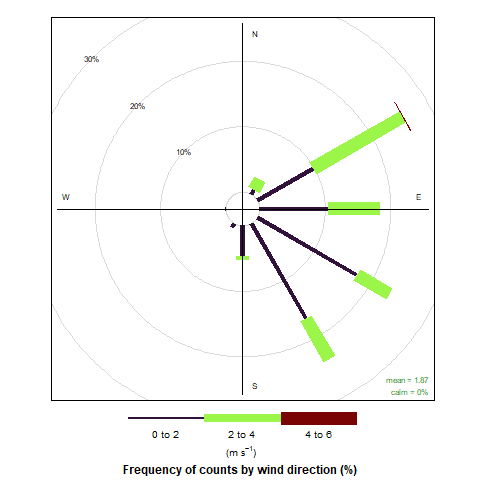 N
30%
20%
10%
W
E
S
mean = 1.87
calm = 0%
0 to 2
2 to 4
4 to 6
(m s⁻¹)
Frequency of counts by wind direction (%)